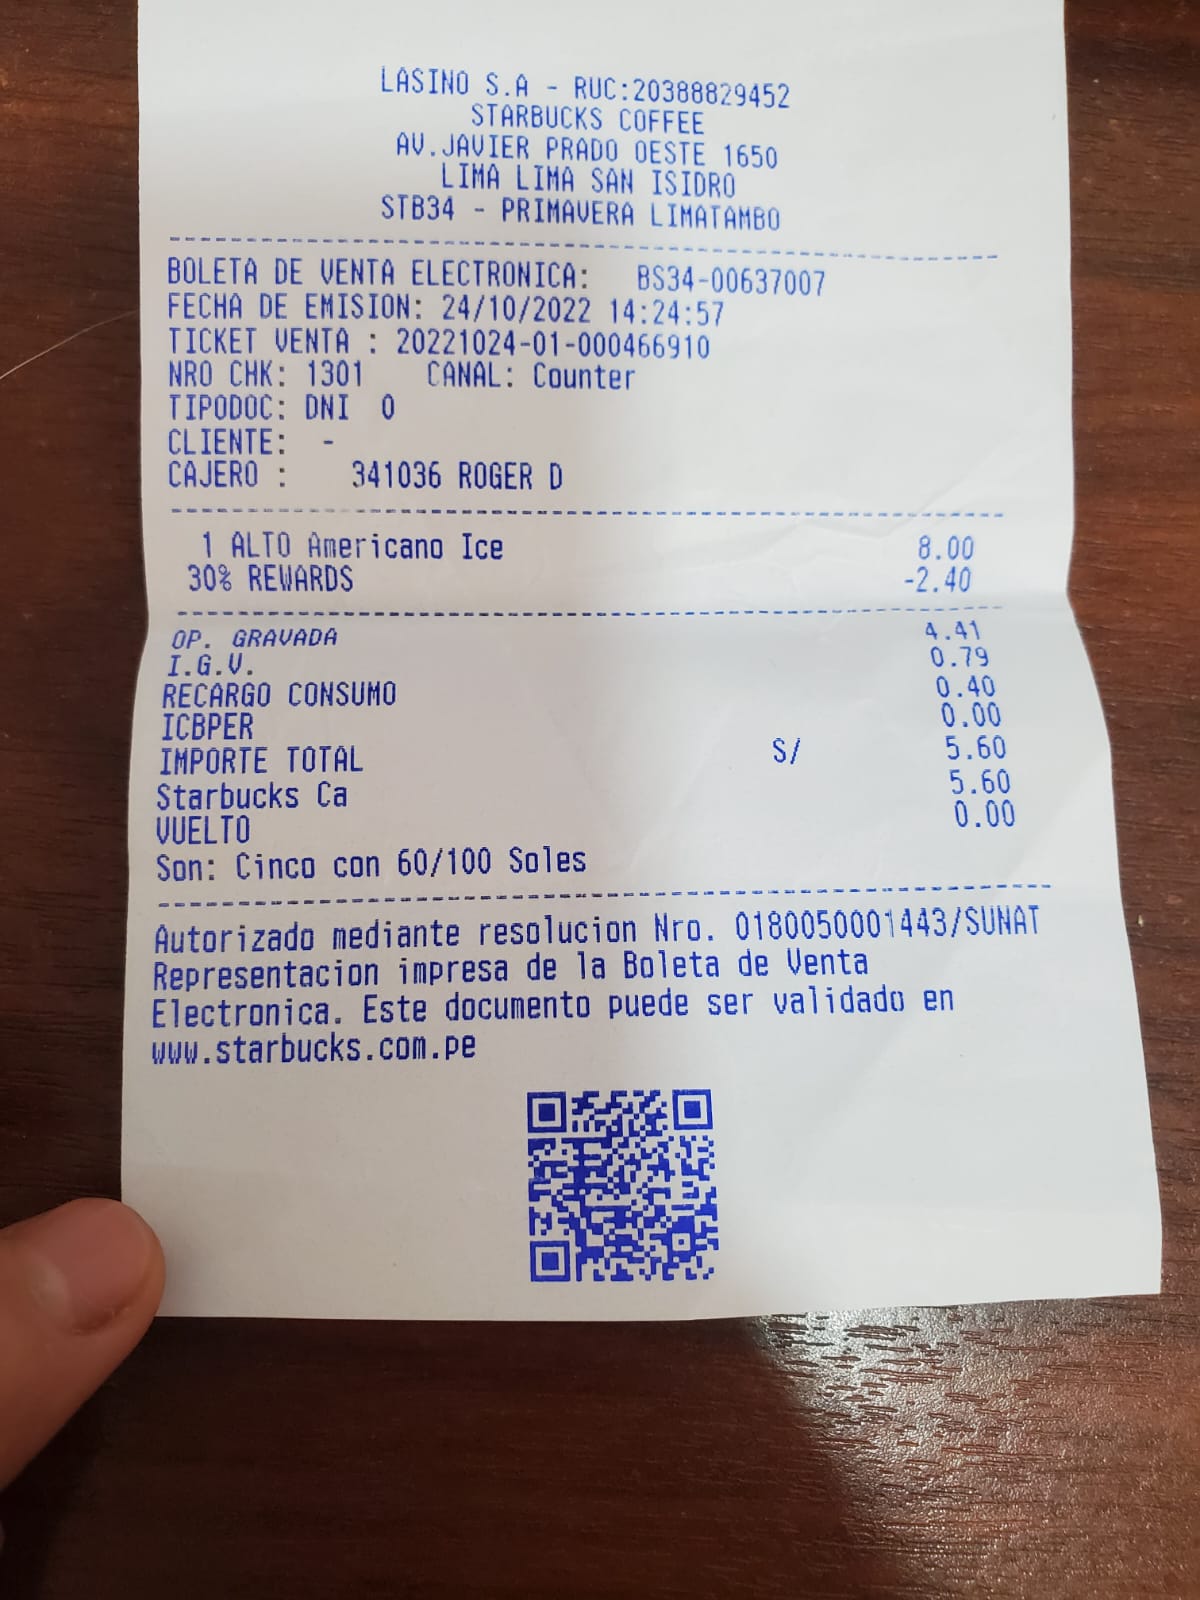 LASINO S.A - RUC:20388829452
STARBUCKS COFFEE
AV.JAVIER PRADO OESTE 1650
LIMA LIMA SAN ISIDRO
STB34 - PRIMAVERA LIMATAMBO
BOLETA DE VENTA ELECTRONICA: BS34-00637007
FECHA DE EMISION: 24/10/2022 14:24:57
TICKET VENTA : 20221024-01-000466910
NRO CHK: 1301 CANAL: Counter
TIPODOC: DNI 0
CLIENTE: -
CAJERO : 341036 ROGER D
1 ALTO Americano Ice 8.00
30% REWARDS -2.40
OP. GRAVADA 4.41
I.G.V. 0.79
RECARGO CONSUMO 0.40
ICBPER 0.00
IMPORTE TOTAL S/ 5.60
Starbucks Ca 5.60
VUELTO 0.00
Son: Cinco con 60/100 Soles
Autorizado mediante resolucion Nro. 0180050001443/SUNAT
Representacion impresa de la Boleta de Venta
Electronica. Este documento puede ser validado en
www.starbucks.com.pe